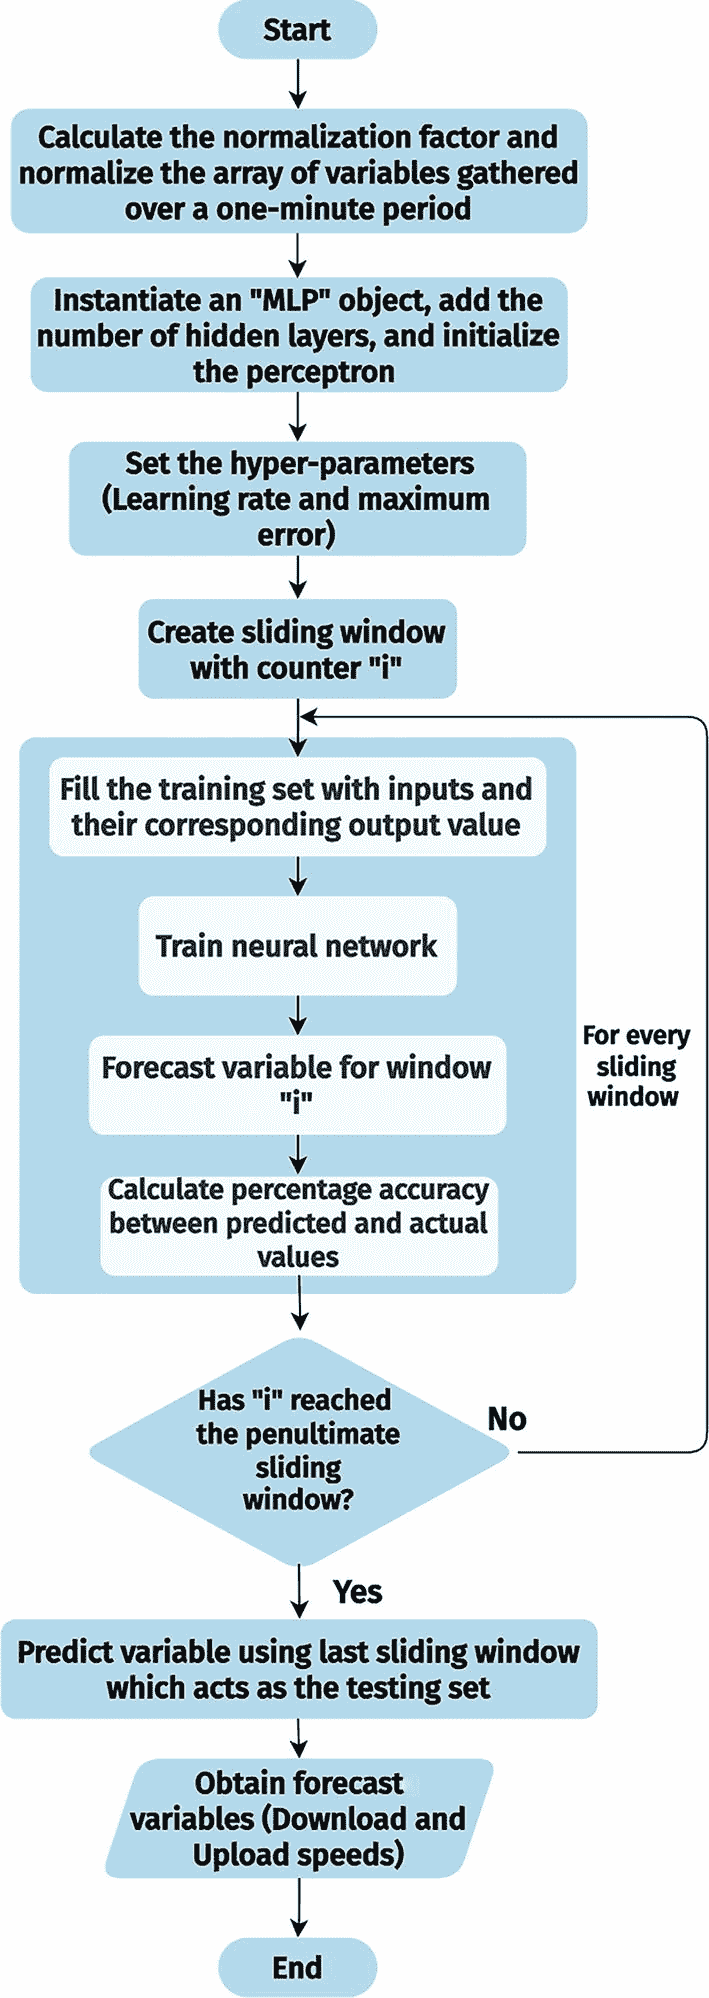 Start
Calculate the normalization factor and
normalize the array of variables gathered
over a one-minute period
Instantiate an "MLP" object, add the
number of hidden layers, and initialize
the perceptron
Set the hyper-parameters
(Learning rate and maximum
error)
Create sliding window
with counter "i"
Fill the training set with inputs and
their corresponding output value
Train neural network
Forecast variable for window
"i"
Calculate percentage accuracy
between predicted and actual
values
For every
sliding
window
Has "i" reached
the penultimate
sliding
window?
No
Yes
Predict variable using last sliding window
which acts as the testing set
Obtain forecast
variables (Download and
Upload speeds)
End